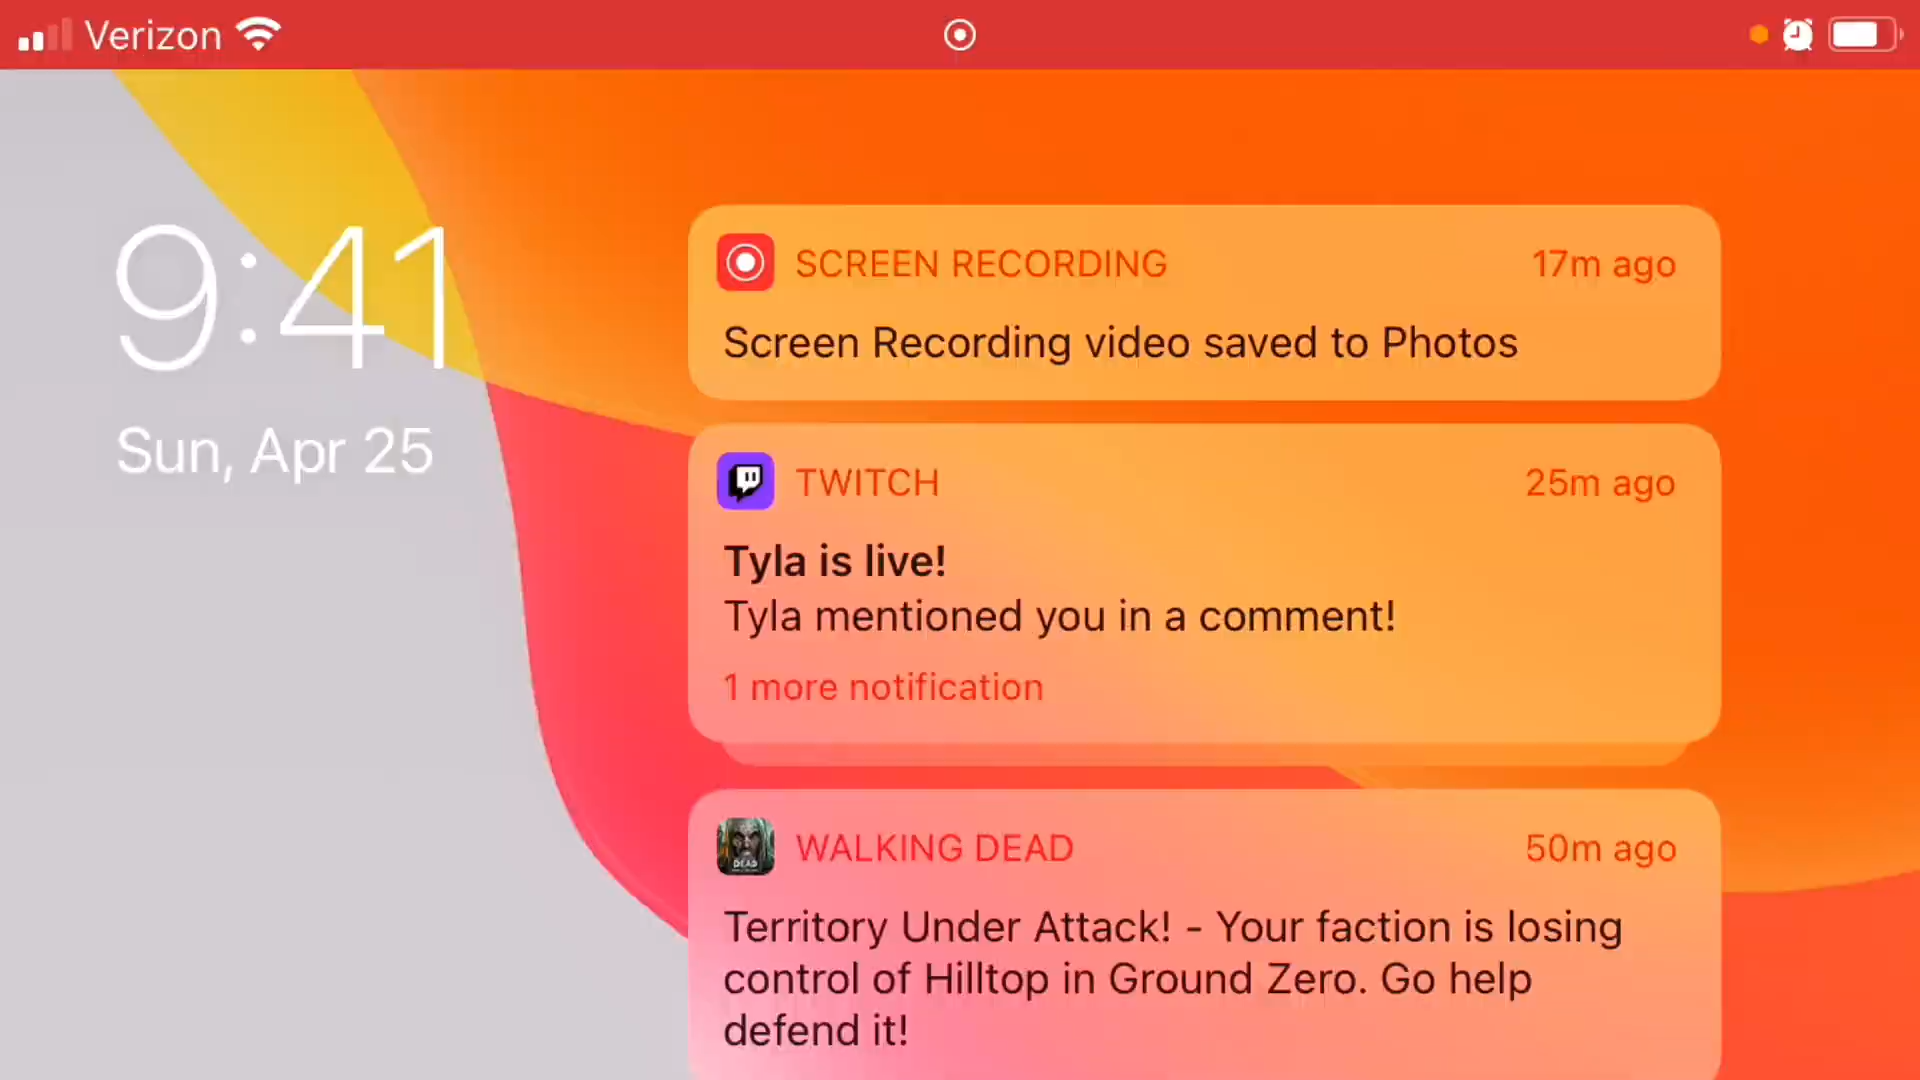 Verizon
9:41
Sun, Apr 25
SCREEN RECORDING 17m ago
Screen Recording video saved to Photos
TWITCH 25m ago
Tyla is live!
Tyla mentioned you in a comment!
1 more notification
DEAD
WALKING DEAD 50m ago
Territory Under Attack! - Your faction is losing
control of Hilltop in Ground Zero. Go help
defend it!